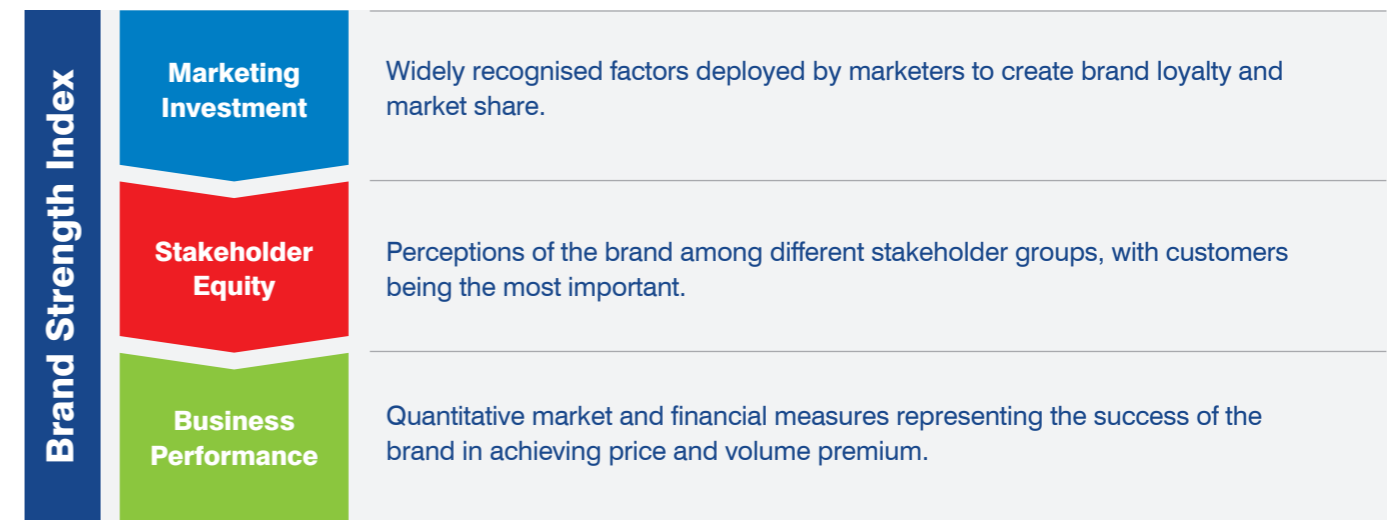 Brand Strength Index
Marketing
Investment
Widely recognised factors deployed by marketers to create brand loyalty and
market share.
Stakeholder
Equity
Perceptions of the brand among different stakeholder groups, with customers
being the most important.
Business
Performance
Quantitative market and financial measures representing the success of the
brand in achieving price and volume premium.